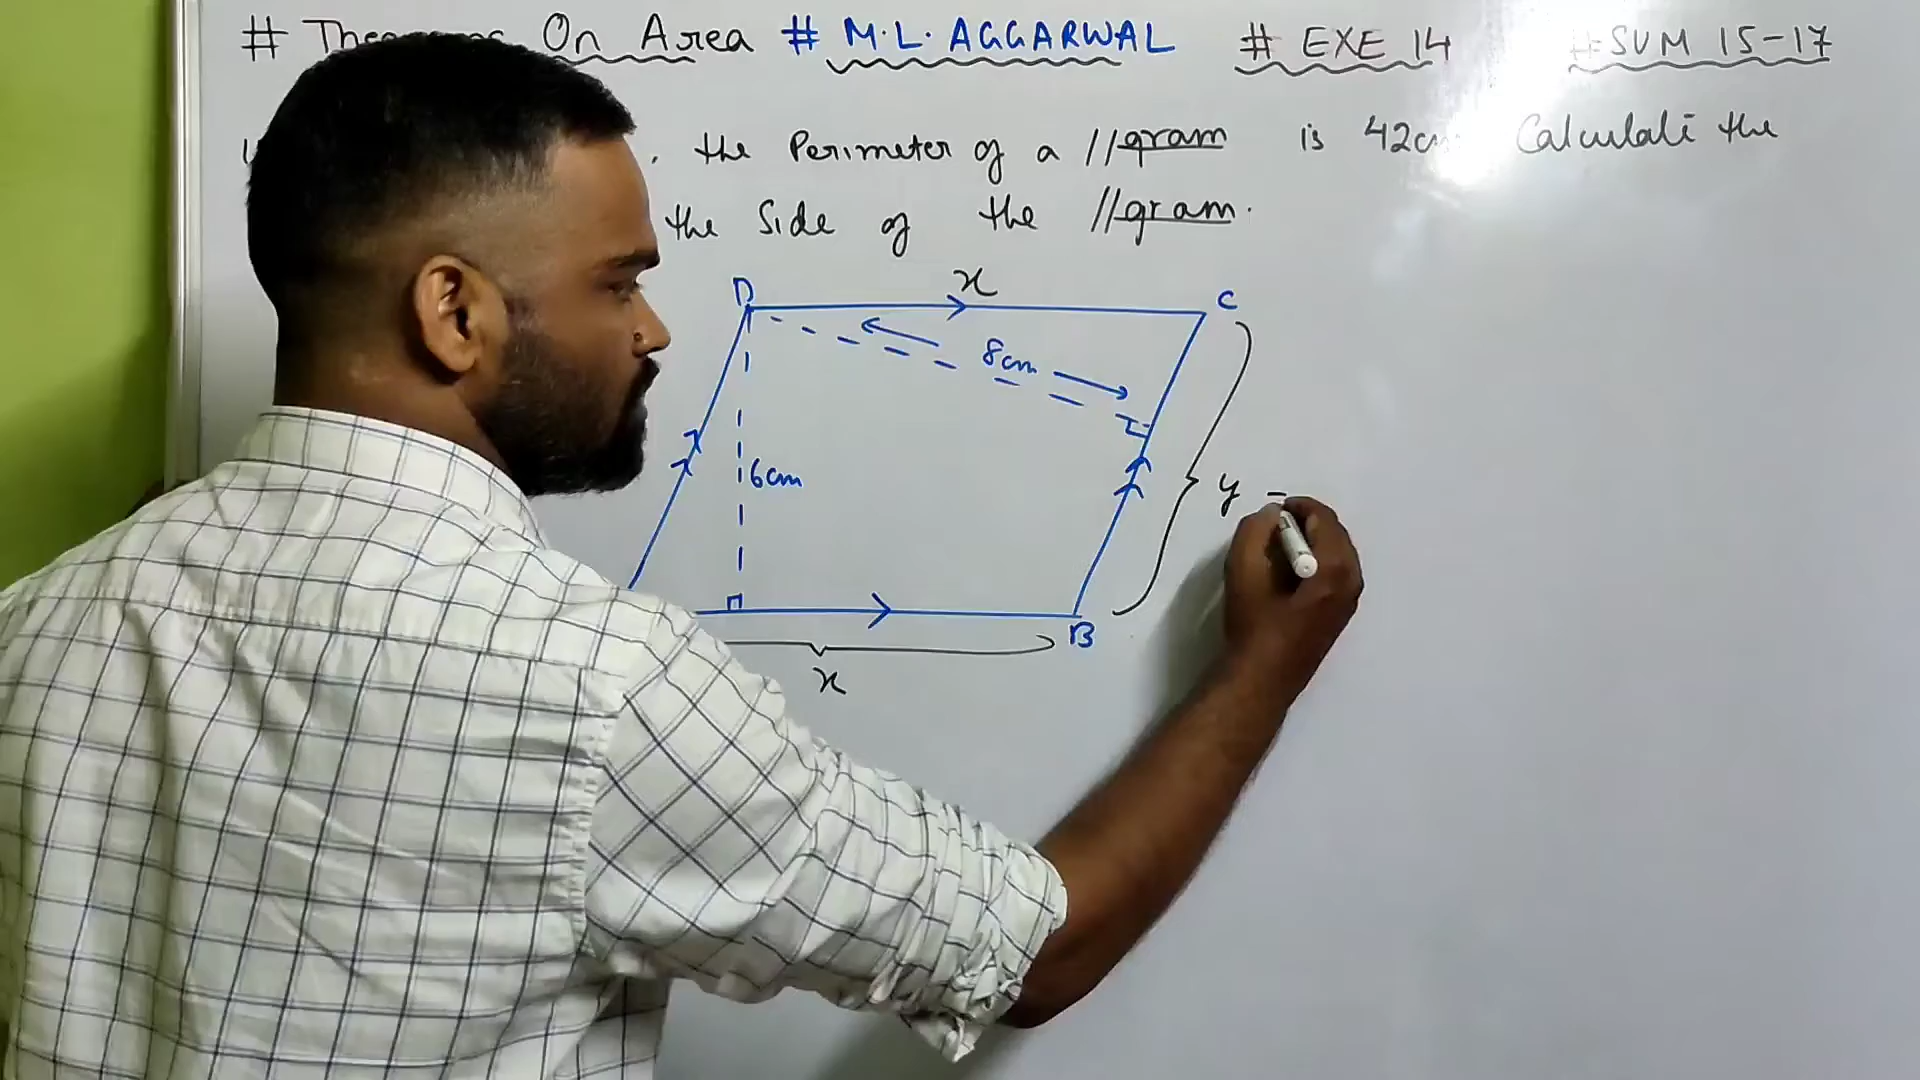 # On Area # M.L. AGGARWAL # EXE 14 # SUM 15-17
. the Perimeter of a //gram is 42cm Calculate the
the Side of the //gram.
D x C
8cm
6cm
y =
B
x